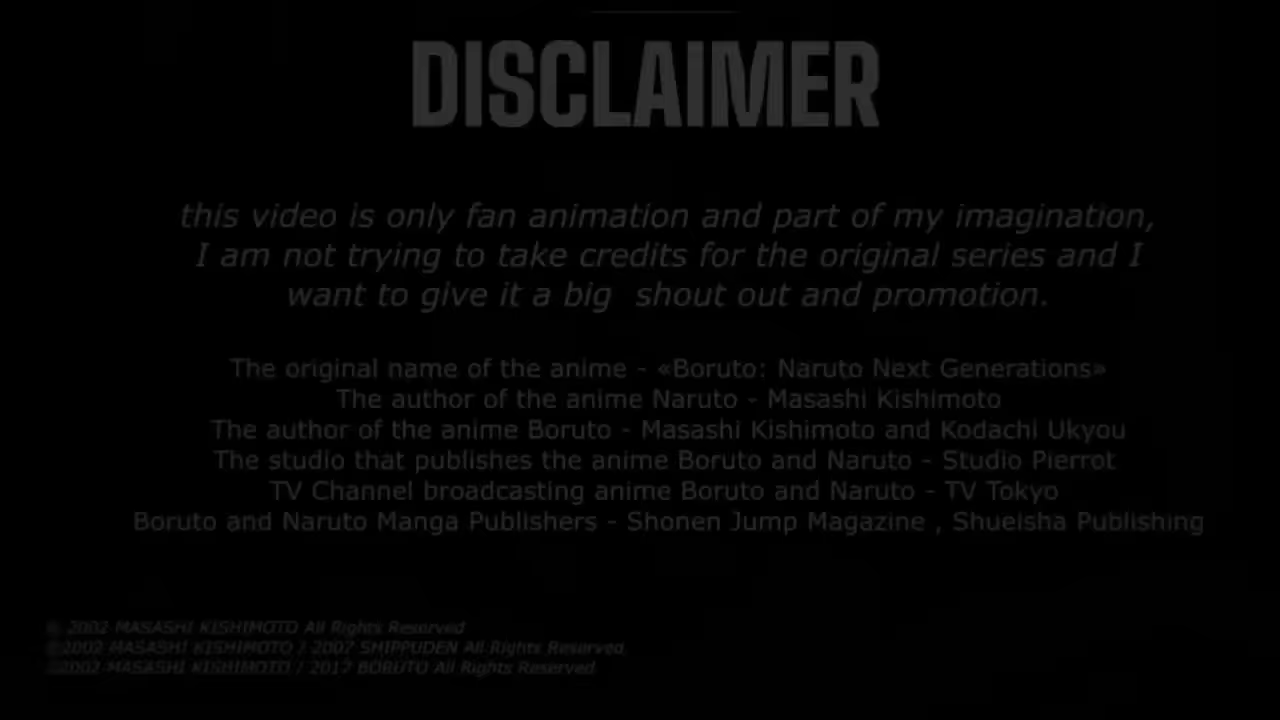 DISCLAIMER
this video is only fan animation and part of my imagination,
I am not trying to take credits for the original series and I
want to give it a big shout out and promotion.
The original name of the anime - «Boruto: Naruto Next Generations»
The author of the anime Naruto - Masashi Kishimoto
The author of the anime Boruto - Masashi Kishimoto and Kodachi Ukyou
The studio that publishes the anime Boruto and Naruto - Studio Pierrot
TV Channel broadcasting anime Boruto and Naruto - TV Tokyo
Boruto and Naruto Manga Publishers - Shonen Jump Magazine , Shueisha Publishing
© 2002 MASASHI KISHIMOTO All Rights Reserved
©2002 MASASHI KISHIMOTO / 2007 SHIPPUDEN All Rights Reserved
©2002 MASASHI KISHIMOTO / 2017 BORUTO All Rights Reserved